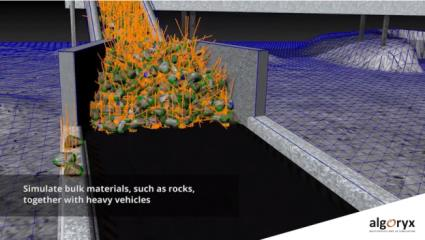 Simulate bulk materials, such as rocks,
together with heavy vehicles
algoryx